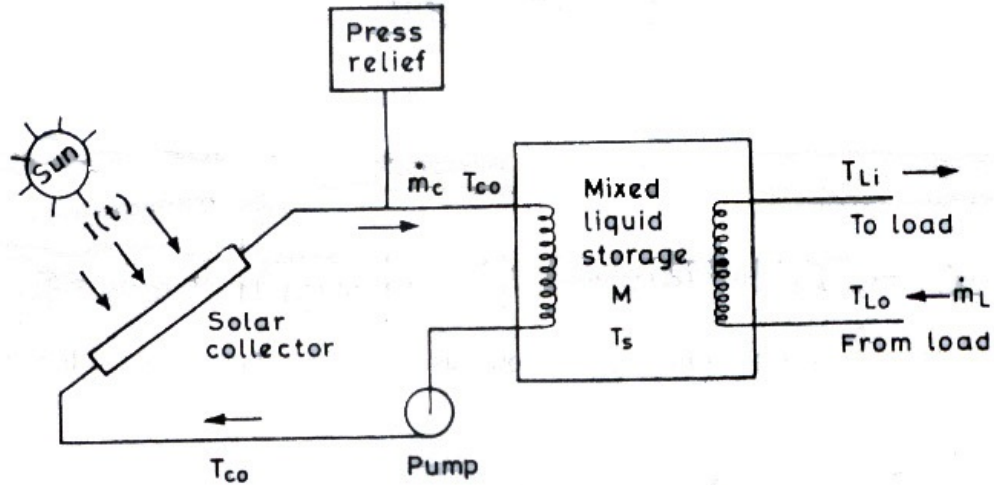 Press
relief
Sun
I(t)
ṁc Tco
Mixed
liquid
storage
M
Ts
TLi
To load
TLo ṁL
From load
Solar
collector
Tco
Pump